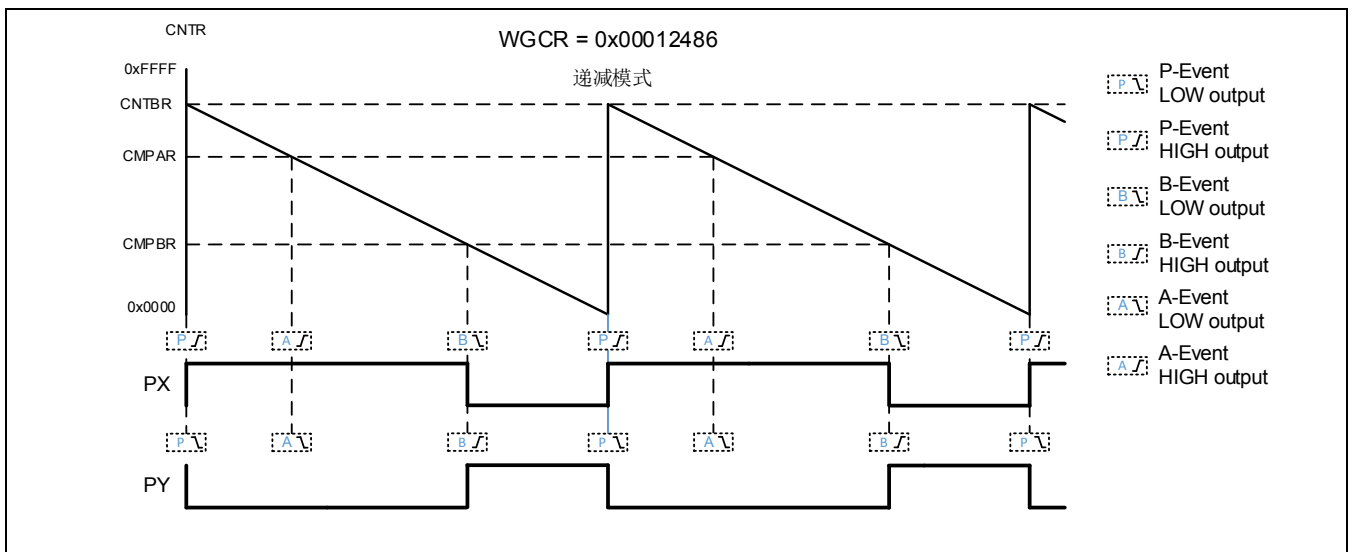 CNTR
WGCR = 0x00012486
递减模式
0xFFFF
CNTBR
CMPAR
CMPBR
0x0000
P A B P A B P
PX
P A B P A B P
PY
P P-Event
LOW output
P P-Event
HIGH output
B B-Event
LOW output
B B-Event
HIGH output
A A-Event
LOW output
A A-Event
HIGH output